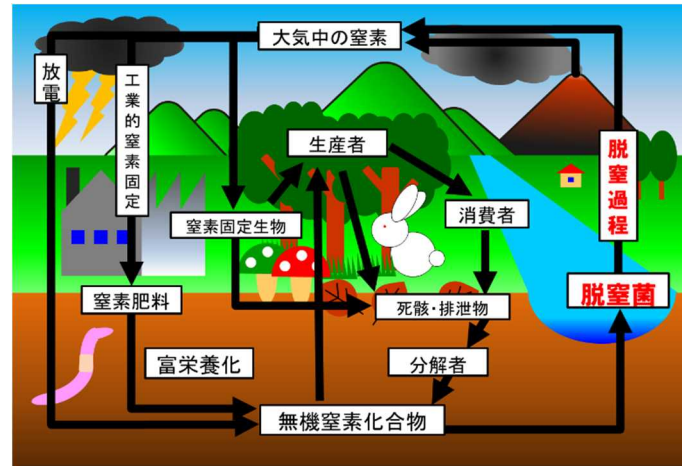 大気中の窒素
放電
工業的窒素固定
生産者
脱窒過程
消費者
窒素固定生物
窒素肥料
死骸・排泄物
脱窒菌
富栄養化
分解者
無機窒素化合物